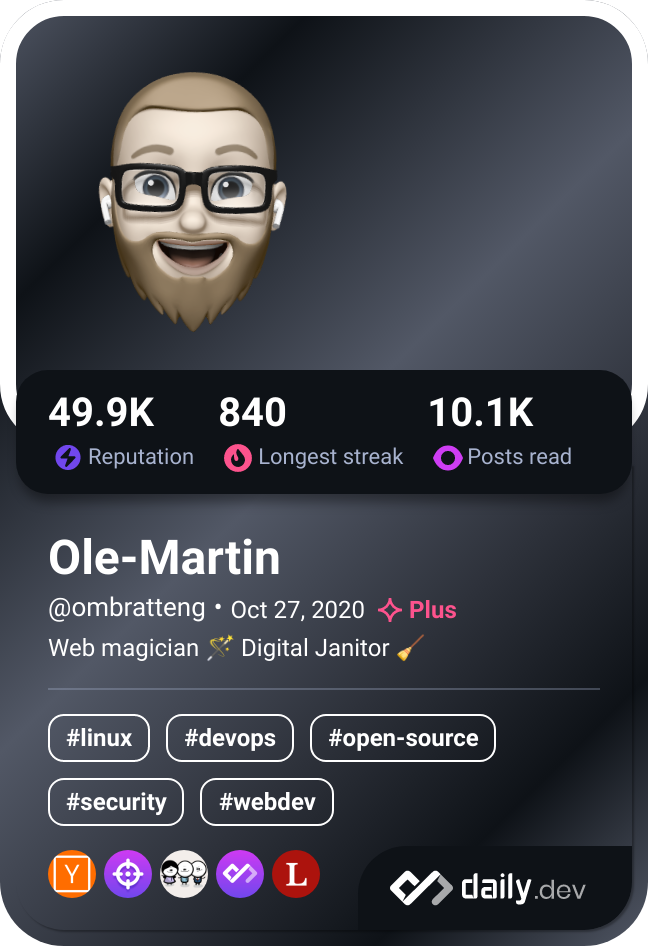 49.9K 840 10.1K
Reputation Longest streak Posts read
Ole-Martin
@ombratteng • Oct 27, 2020 Plus
Web magician 🪄 Digital Janitor 🧹
#linux #devops #open-source
#security #webdev
Y L
daily.dev